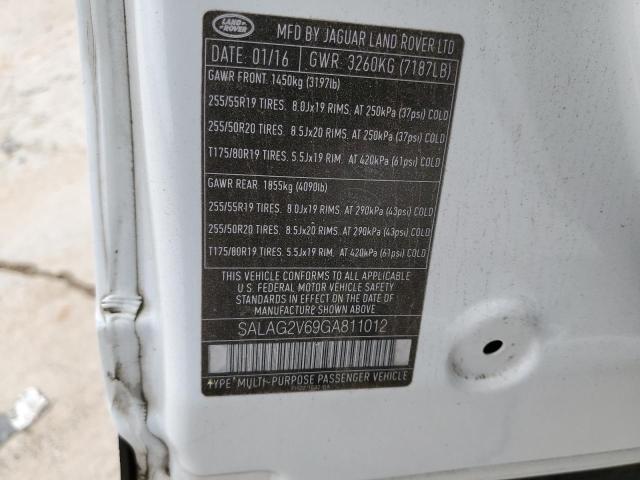 LAND ROVER
MFD BY JAGUAR LAND ROVER LTD
DATE: 01/16 GWR: 3260KG (7187LB)
GAWR FRONT: 1450kg (3197lb)
255/55R19 TIRES. 8.0Jx19 RIMS. AT 250kPa (37psi) COLD
255/50R20 TIRES. 8.5Jx20 RIMS. AT 250kPa (37psi) COLD
T175/80R19 TIRES. 5.5Jx19 RIM. AT 420kPa (61psi) COLD
GAWR REAR: 1855kg (4090lb)
255/55R19 TIRES. 8.0Jx19 RIMS. AT 290kPa (43psi) COLD
255/50R20 TIRES. 8.5Jx20 RIMS. AT 290kPa (43psi) COLD
T175/80R19 TIRES. 5.5Jx19 RIM. AT 420kPa (61psi) COLD
THIS VEHICLE CONFORMS TO ALL APPLICABLE
U.S. FEDERAL MOTOR VEHICLE SAFETY
STANDARDS IN EFFECT ON THE DATE OF
MANUFACTURE SHOWN ABOVE
SALAG2V69GA811012
TYPE: MULTI-PURPOSE PASSENGER VEHICLE